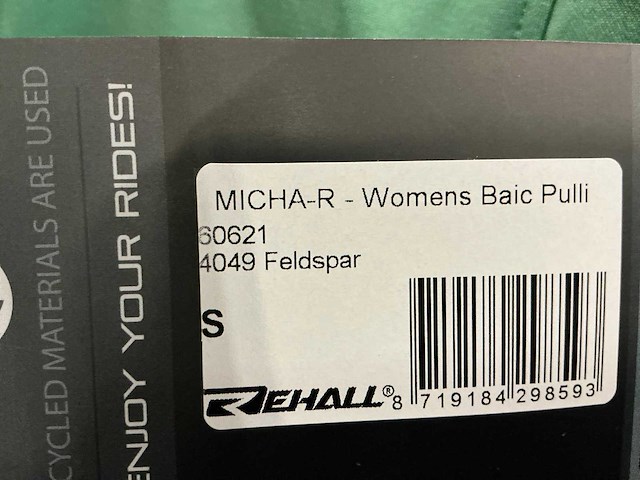 CYCLED MATERIALS ARE USED
ENJOY YOUR RIDES!
MICHA-R - Womens Baic Pulli
60621
4049 Feldspar
S
REHALL®
8 719184 298593